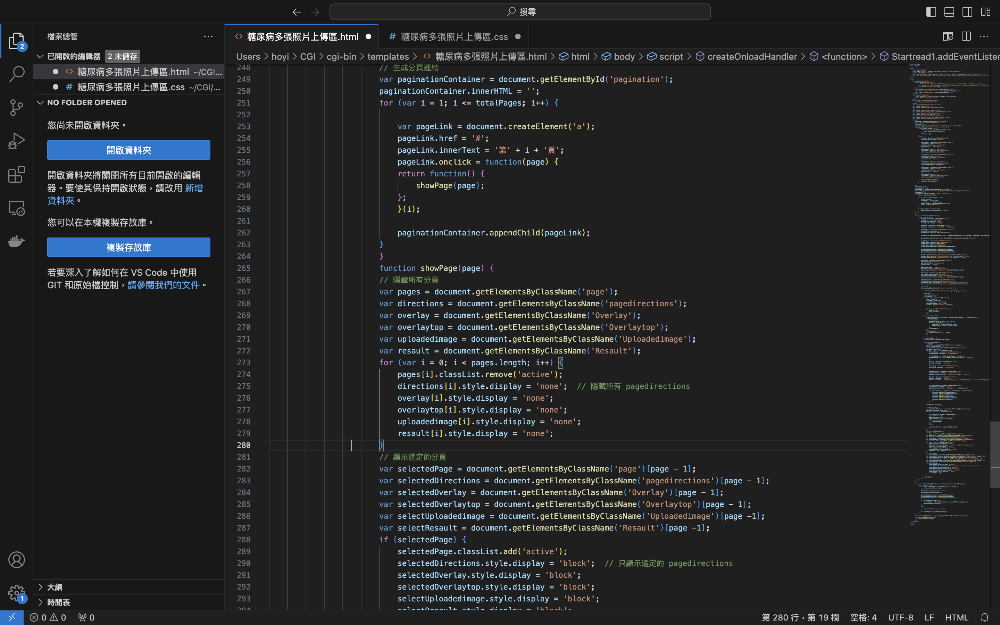 搜尋
檔案總管
已開啟的編輯器 2 未儲存
糖尿病多張照片上傳區.html ~/CGI...
糖尿病多張照片上傳區.css ~/CGI/...
NO FOLDER OPENED
您尚未開啟資料夾。
開啟資料夾
開啟資料夾將關閉所有目前開啟的編輯
器。要使其保持開啟狀態，請改用 新增
資料夾。
您可以在本機複製存放庫。
複製存放庫
若要深入了解如何在 VS Code 中使用
GIT 和原始檔控制，請參閱我們的文件。
大綱
時間表
2
1
糖尿病多張照片上傳區.html
# 糖尿病多張照片上傳區.css
Users > hoyi > CGI > cgi-bin > templates > 糖尿病多張照片上傳區.html > html > body > script > createOnloadHandler > <function> > Startread1.addEventListener
248 // 生成分頁連結
249 var paginationContainer = document.getElementById('pagination');
250 paginationContainer.innerHTML = '';
251 for (var i = 1; i <= totalPages; i++) {
252
253 var pageLink = document.createElement('a');
254 pageLink.href = '#';
255 pageLink.innerText = '第' + i + '頁';
256 pageLink.onclick = function(page) {
257 return function() {
258 showPage(page);
259 };
260 }(i);
261
262 paginationContainer.appendChild(pageLink);
263 }
264 }
265 function showPage(page) {
266 // 隱藏所有分頁
267 var pages = document.getElementsByClassName('page');
268 var directions = document.getElementsByClassName('pagedirections');
269 var overlay = document.getElementsByClassName('Overlay');
270 var overlaytop = document.getElementsByClassName('Overlaytop');
271 var uploadedimage = document.getElementsByClassName('Uploadedimage');
272 var resault = document.getElementsByClassName('Resault');
273 for (var i = 0; i < pages.length; i++) {
274 pages[i].classList.remove('active');
275 directions[i].style.display = 'none'; // 隱藏所有 pagedirections
276 overlay[i].style.display = 'none';
277 overlaytop[i].style.display = 'none';
278 uploadedimage[i].style.display = 'none';
279 resault[i].style.display = 'none';
280 }
281 // 顯示選定的分頁
282 var selectedPage = document.getElementsByClassName('page')[page - 1];
283 var selectedDirections = document.getElementsByClassName('pagedirections')[page - 1];
284 var selectedOverlay = document.getElementsByClassName('Overlay')[page - 1];
285 var selectedOverlaytop = document.getElementsByClassName('Overlaytop')[page - 1];
286 var selectUploadedimage = document.getElementsByClassName('Uploadedimage')[page -1];
287 var selectResault = document.getElementsByClassName('Resault')[page -1];
288 if (selectedPage) {
289 selectedPage.classList.add('active');
290 selectedDirections.style.display = 'block'; // 只顯示選定的 pagedirections
291 selectedOverlay.style.display = 'block';
292 selectedOverlaytop.style.display = 'block';
293 selectUploadedimage.style.display = 'block';
294 selectResault.style.display = 'block';
0 0 0
第 280 行，第 19 欄 空格: 4 UTF-8 LF HTML